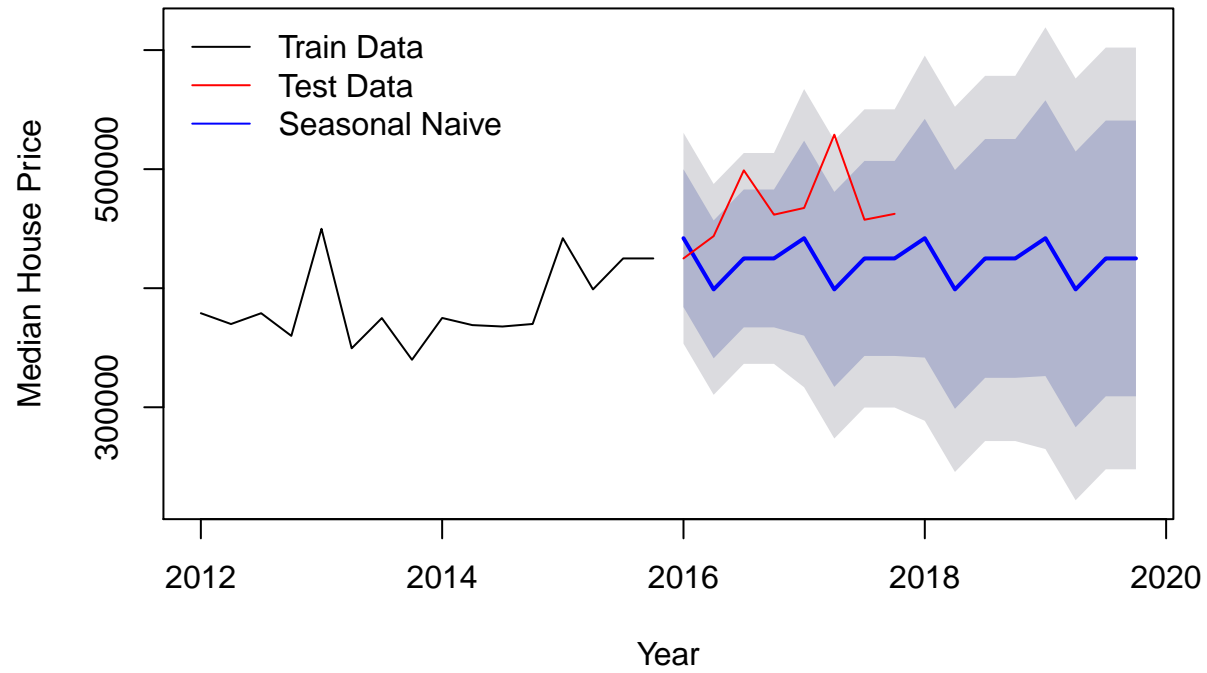 Train Data
Test Data
Seasonal Naive
Median House Price
500000
300000
2012
2014
2016
2018
2020
Year